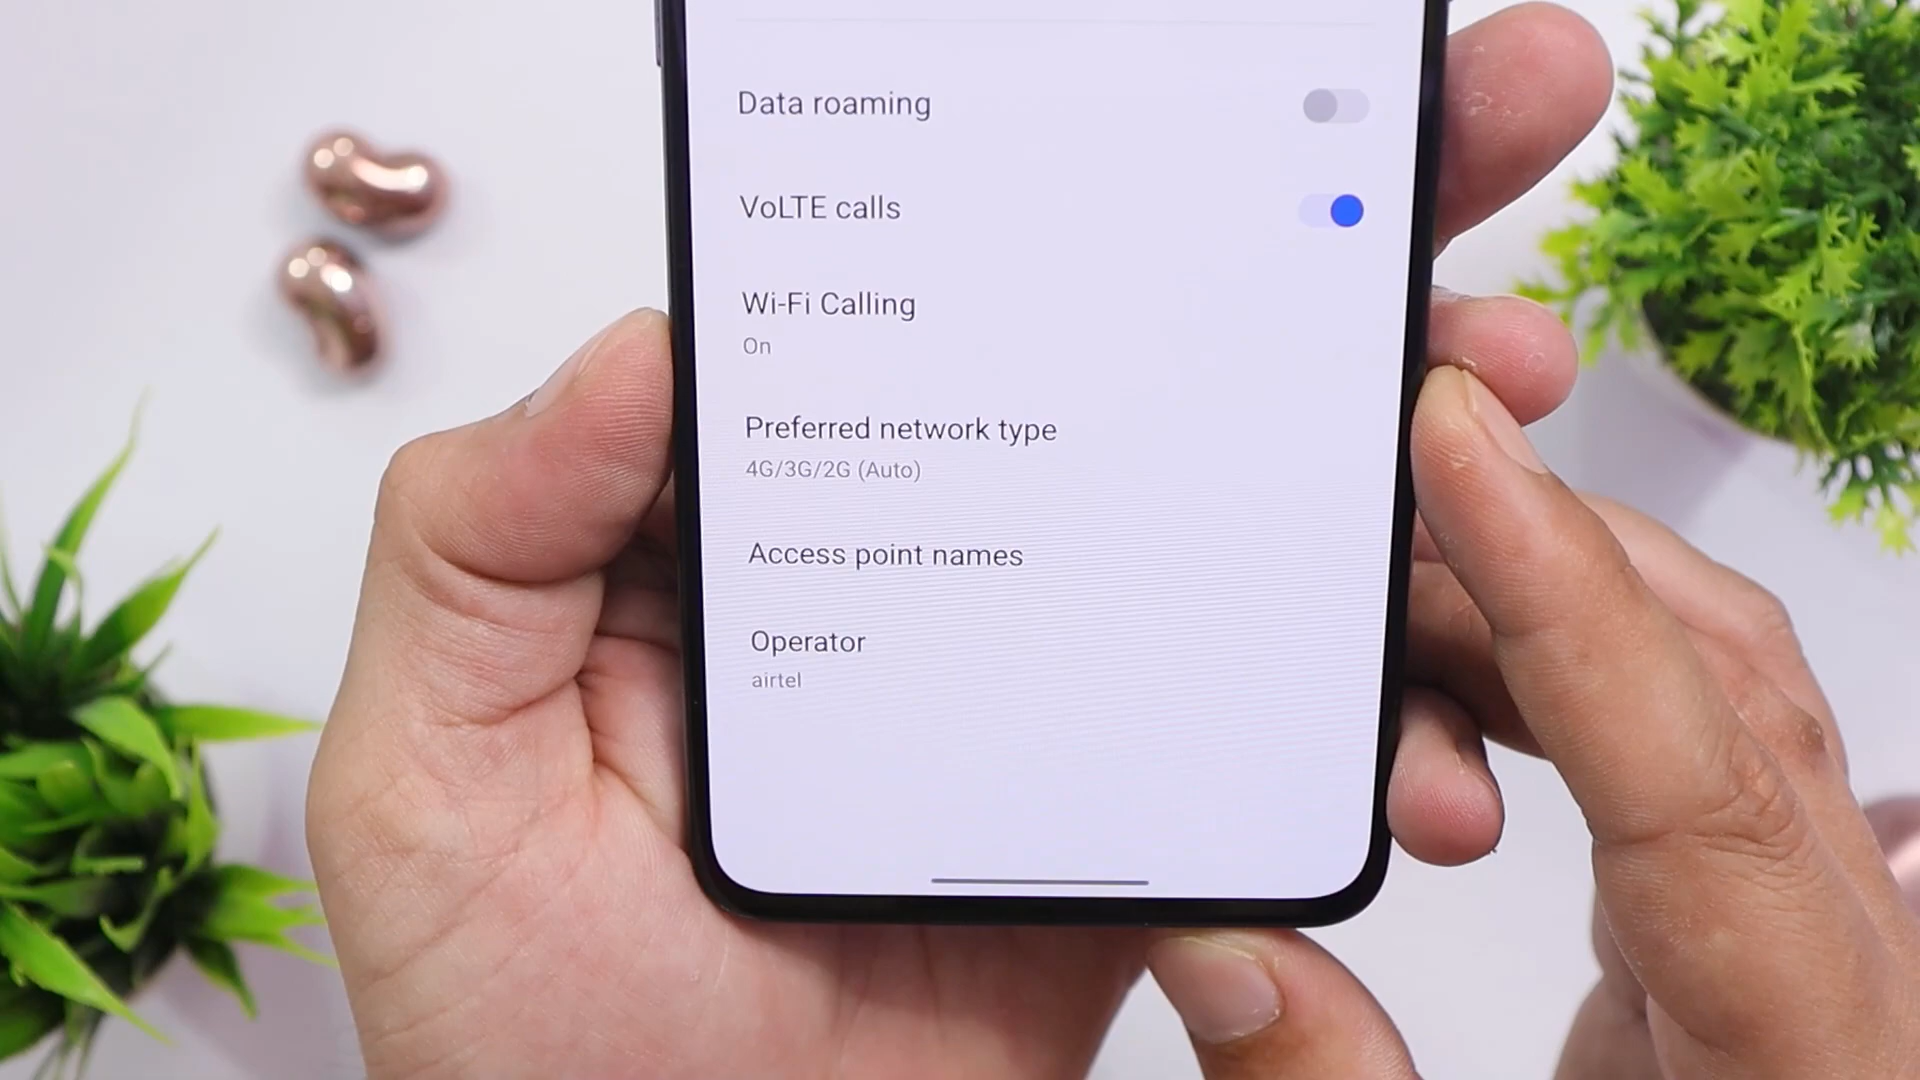 Data roaming
VoLTE calls
Wi-Fi Calling
On
Preferred network type
4G/3G/2G (Auto)
Access point names
Operator
airtel